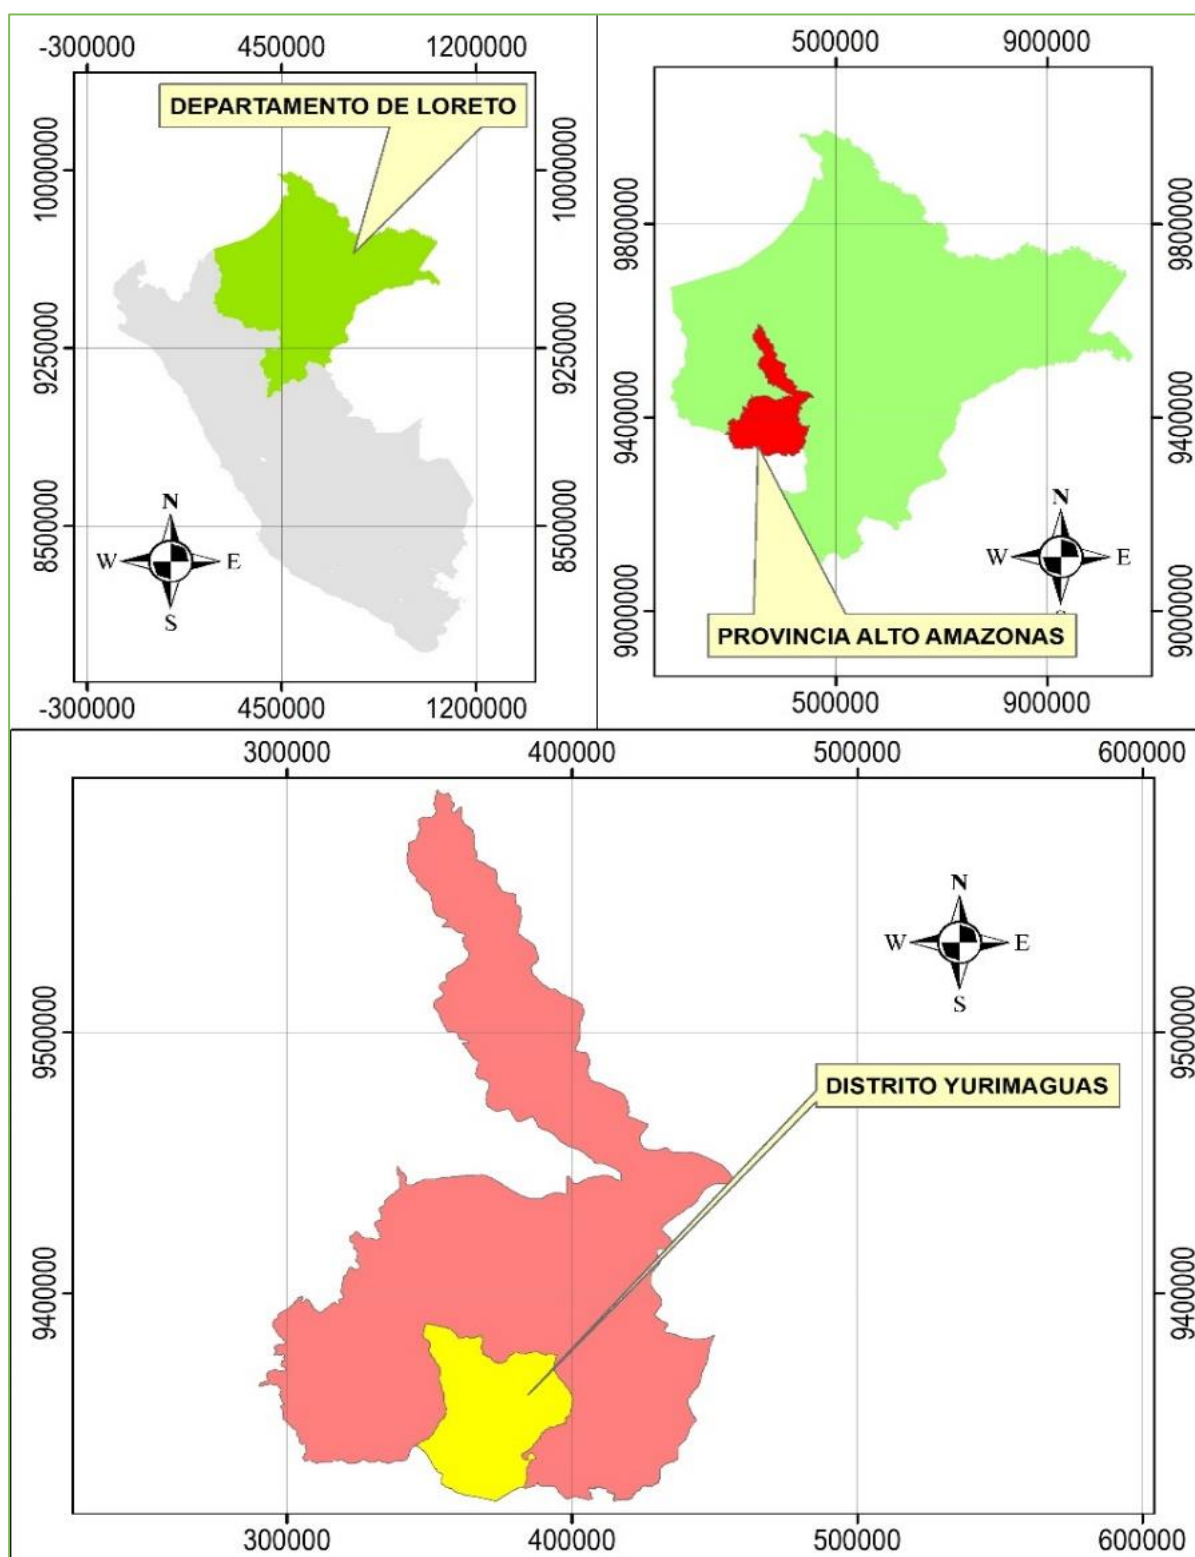 -300000 450000 1200000
DEPARTAMENTO DE LORETO
10000000 10000000
9250000 9250000
8500000 8500000
N
W E
S
-300000 450000 1200000
500000 900000
9800000 9800000
9400000 9400000
N
W E
S
9000000 9000000
PROVINCIA ALTO AMAZONAS
500000 900000
300000 400000 500000 600000
N
W E
S
9500000 9500000
DISTRITO YURIMAGUAS
9400000 9400000
300000 400000 500000 600000